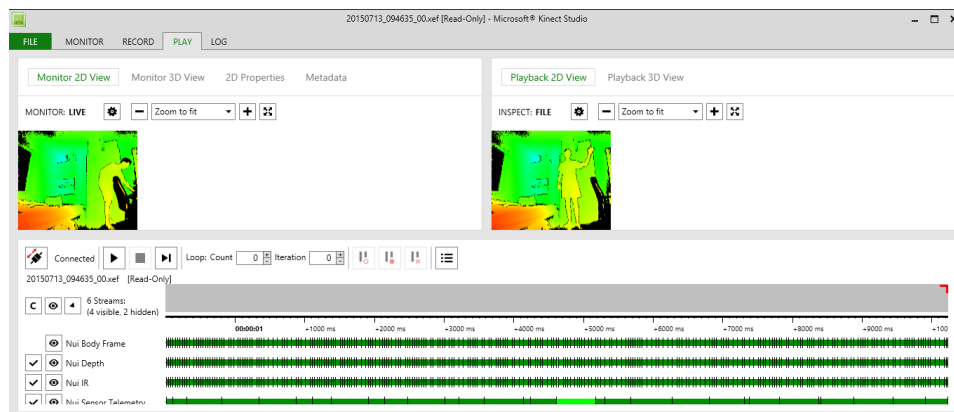 20150713_094635_00.xef [Read-Only] - Microsoft® Kinect Studio
FILE MONITOR RECORD PLAY LOG
Monitor 2D View Monitor 3D View 2D Properties Metadata
Playback 2D View Playback 3D View
MONITOR: LIVE Zoom to fit
INSPECT: FILE Zoom to fit
Connected Loop: Count 0 Iteration 0
20150713_094635_00.xef [Read-Only]
C 6 Streams:
(4 visible, 2 hidden)
00:00:01 +1000 ms +2000 ms +3000 ms +4000 ms +5000 ms +6000 ms +7000 ms +8000 ms +9000 ms +100
Nui Body Frame
Nui Depth
Nui IR
Nui Sensor Telemetry